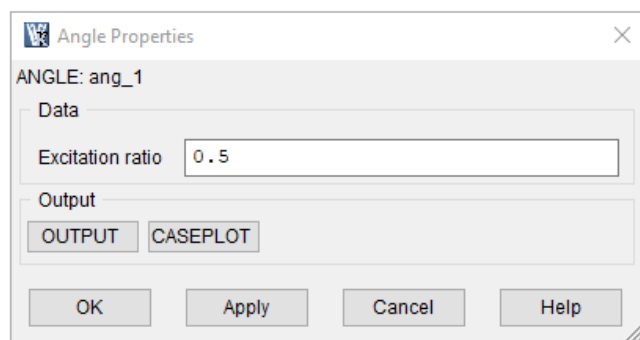 Angle Properties
ANGLE: ang_1
Data
Excitation ratio 0.5
Output
OUTPUT CASEPLOT
OK Apply Cancel Help